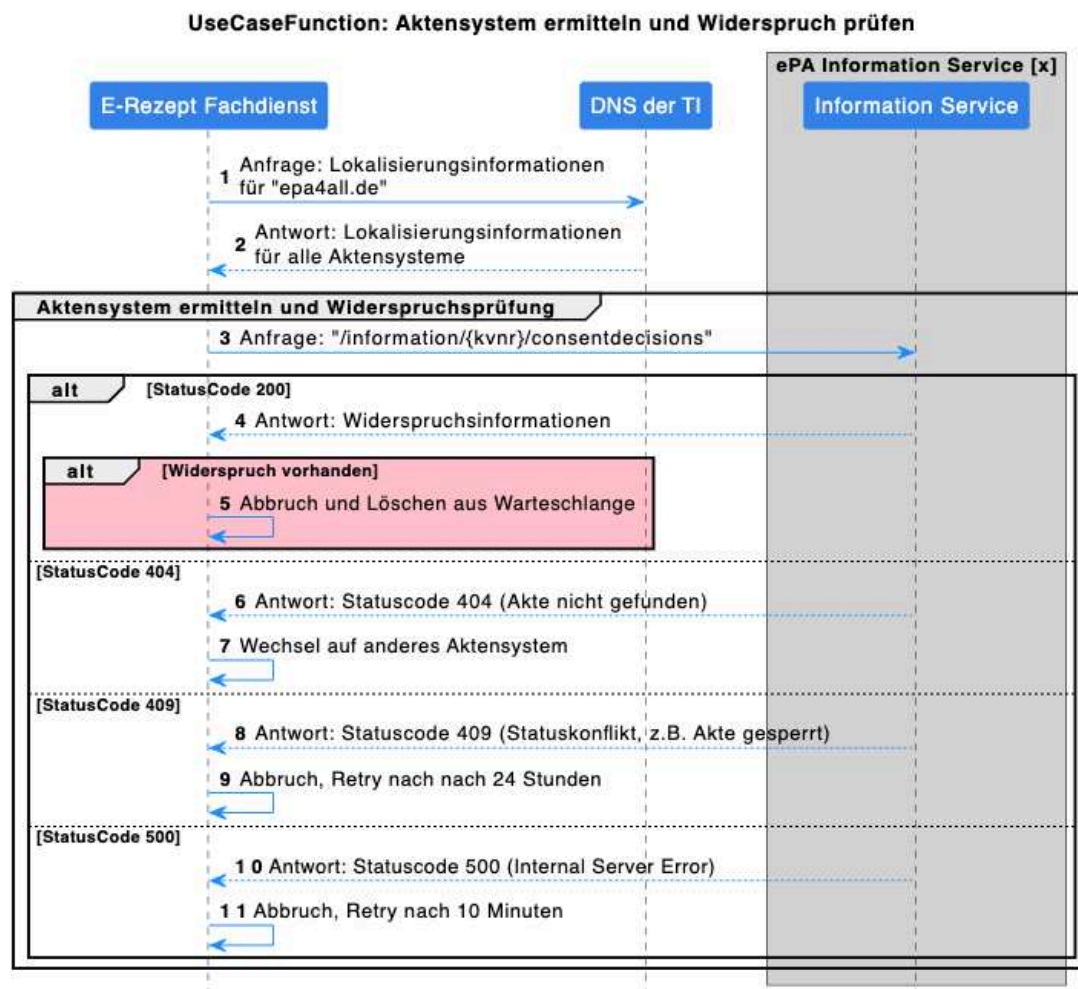 UseCaseFunction: Aktensystem ermitteln und Widerspruch prüfen
ePA Information Service [x]
E-Rezept Fachdienst
DNS der TI
Information Service
1 Anfrage: Lokalisierungsinformationen
für "epa4all.de"
2 Antwort: Lokalisierungsinformationen
für alle Aktensysteme
Aktensystem ermitteln und Widerspruchsprüfung
3 Anfrage: "/information/{kvnr}/consentdecisions"
alt [StatusCode 200]
4 Antwort: Widerspruchsinformationen
alt [Widerspruch vorhanden]
5 Abbruch und Löschen aus Warteschlange
[StatusCode 404]
6 Antwort: Statuscode 404 (Akte nicht gefunden)
7 Wechsel auf anderes Aktensystem
[StatusCode 409]
8 Antwort: Statuscode 409 (Statuskonflikt, z.B. Akte gesperrt)
9 Abbruch, Retry nach nach 24 Stunden
[StatusCode 500]
10 Antwort: Statuscode 500 (Internal Server Error)
11 Abbruch, Retry nach 10 Minuten